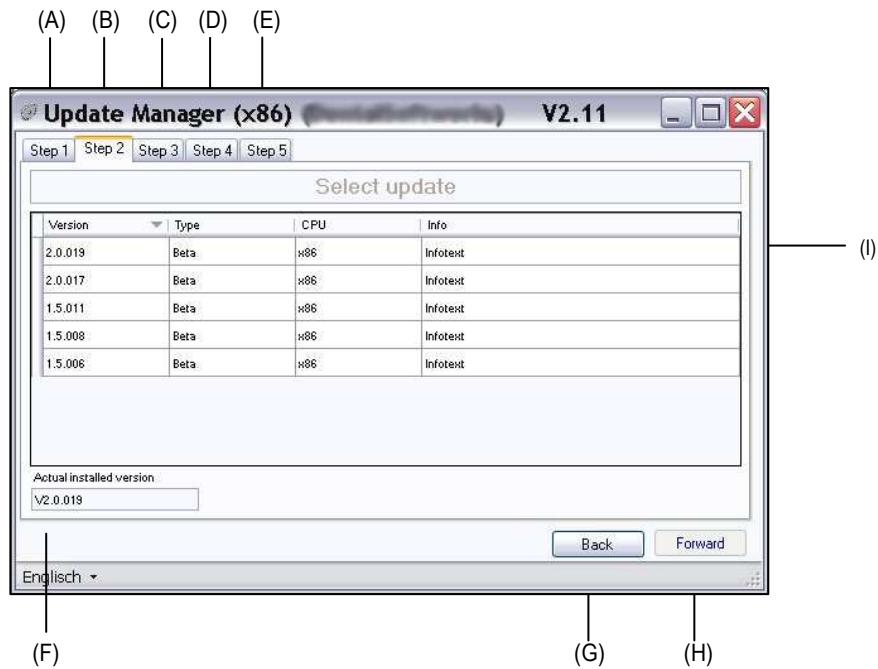 (A) (B) (C) (D) (E)
Update Manager (x86) V2.11
Step 1 Step 2 Step 3 Step 4 Step 5
Select update
Version Type CPU Info
2.0.019 Beta x86 Infotext
2.0.017 Beta x86 Infotext
1.5.011 Beta x86 Infotext
1.5.008 Beta x86 Infotext
1.5.006 Beta x86 Infotext
(I)
Actual installed version
V2.0.019
Back Forward
Englisch
(F) (G) (H)